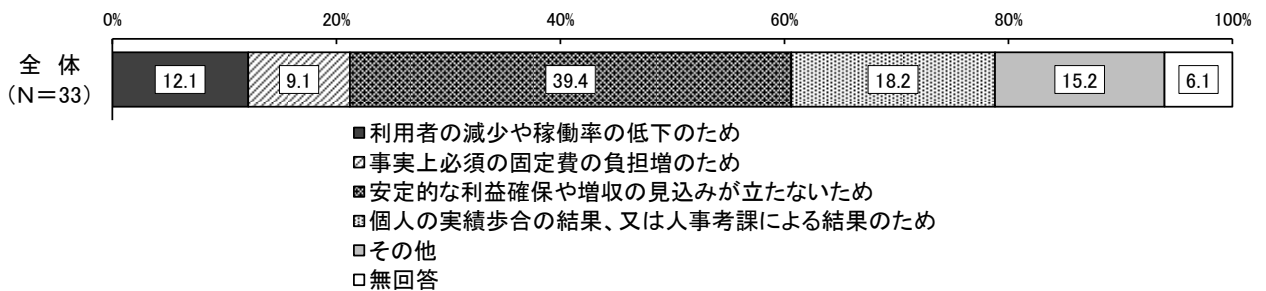 0% 20% 40% 60% 80% 100%
全 体
(N=33)
12.1 9.1 39.4 18.2 15.2 6.1
利用者の減少や稼働率の低下のため
事実上必須の固定費の負担増のため
安定的な利益確保や増収の見込みが立たないため
個人の実績歩合の結果、又は人事考課による結果のため
その他
無回答